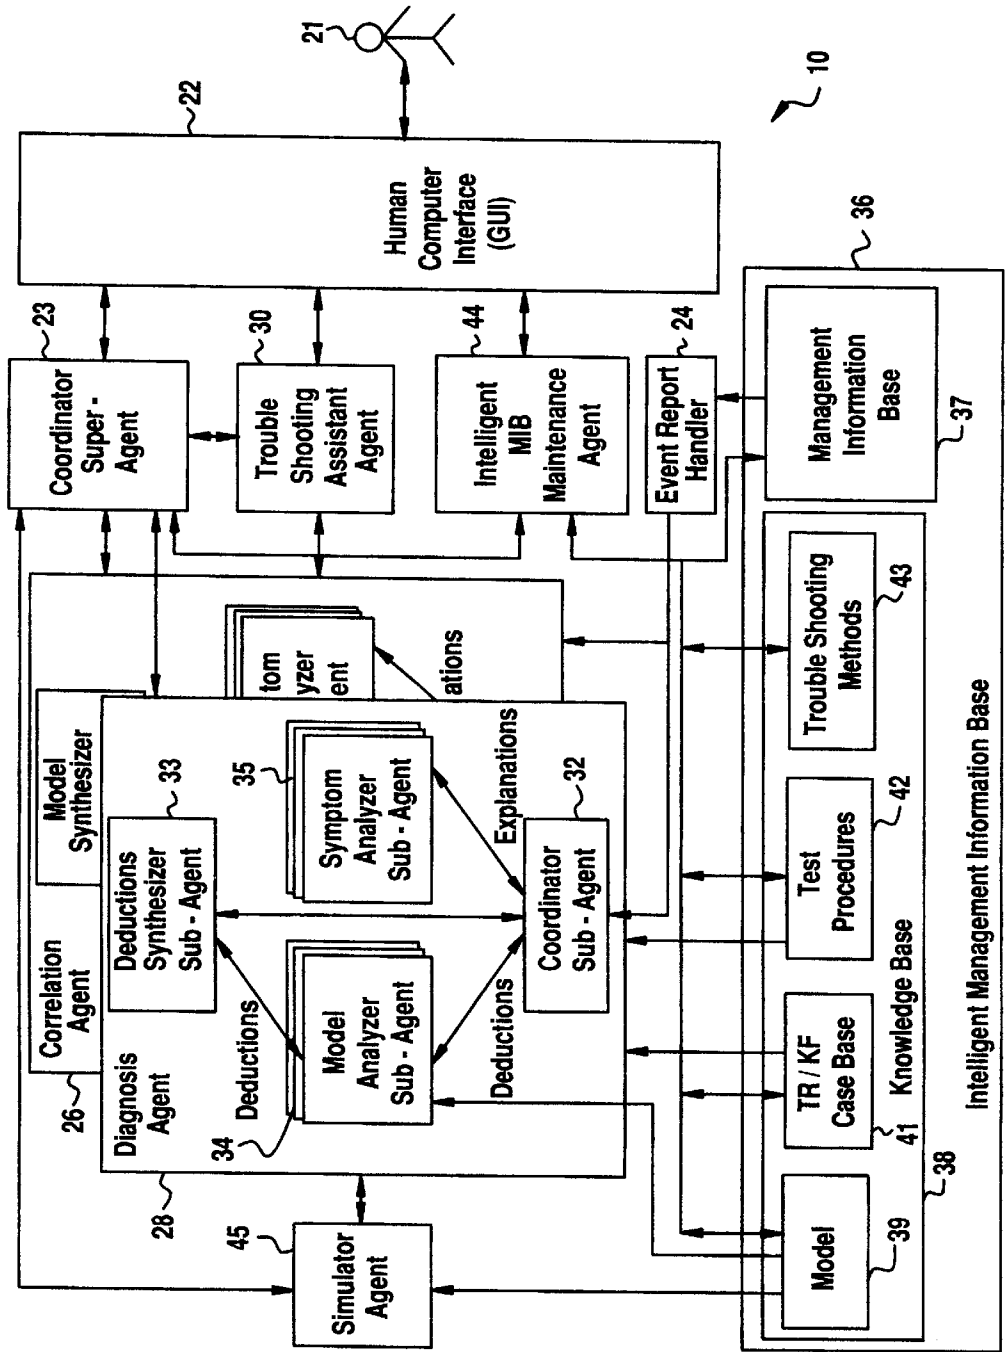 10
21
22
Human
Computer
Interface
(GUI)
23
Coordinator
Super -
Agent
30
Trouble
Shooting
Assistant
Agent
44
Intelligent
MIB
Maintenance
Agent
24
Event Report
Handler
26
Correlation
Agent
Model
Synthesizer
tom
yzer
ent
ations
28
Diagnosis
Agent
33
Deductions
Synthesizer
Sub - Agent
Deductions
34
Model
Analyzer
Sub - Agent
35
Symptom
Analyzer
Sub - Agent
Deductions
Explanations
32
Coordinator
Sub - Agent
45
Simulator
Agent
36
Management
Information
Base
37
Model
39
TR / KF
Case Base
41
Test
Procedures
42
Trouble Shooting
Methods
43
Knowledge Base
38
Intelligent Management Information Base